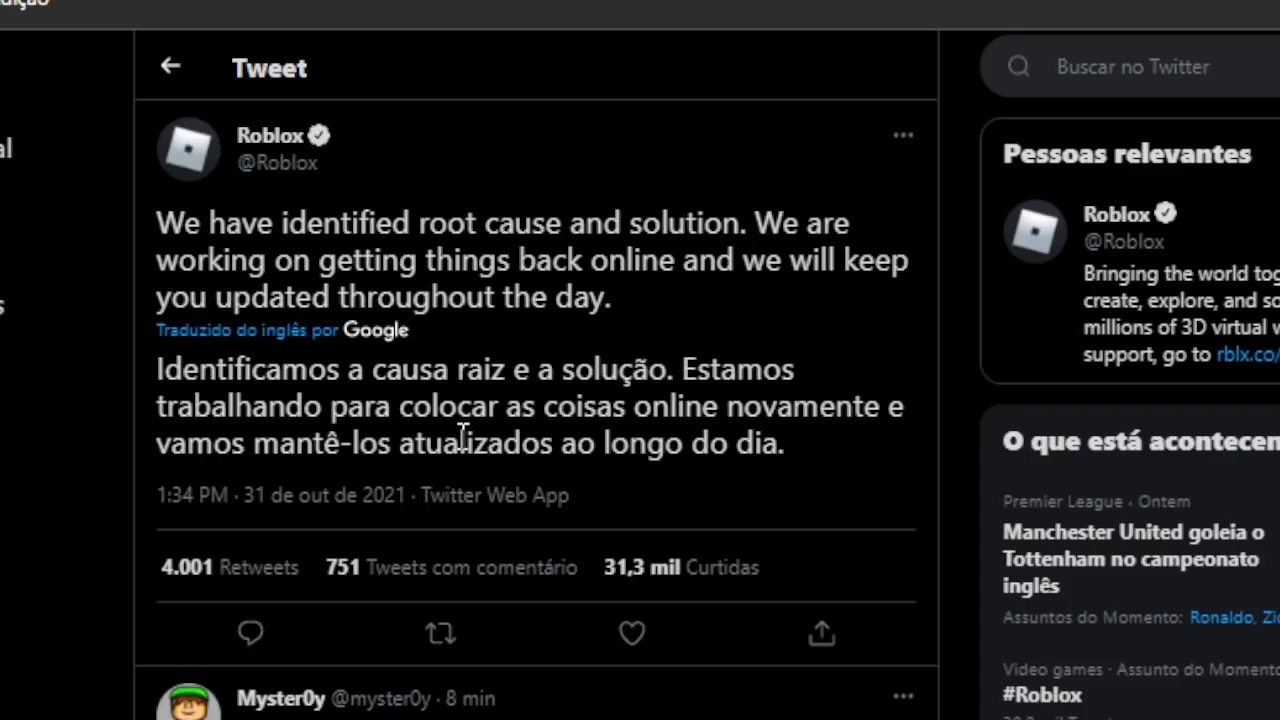 Tweet
Buscar no Twitter
Roblox
@Roblox
We have identified root cause and solution. We are
working on getting things back online and we will keep
you updated throughout the day.
Traduzido do inglês por Google
Identificamos a causa raiz e a solução. Estamos
trabalhando para colocar as coisas online novamente e
vamos mantê-los atualizados ao longo do dia.
1:34 PM · 31 de out de 2021 · Twitter Web App
4.001 Retweets 751 Tweets com comentário 31,3 mil Curtidas
Myster0y @myster0y · 8 min
Pessoas relevantes
Roblox
@Roblox
Bringing the world
create, explore, and
millions of 3D virtual
support, go to rblx.co/
O que está
Premier League · Ontem
Manchester United goleia o
Tottenham no campeonato
inglês
Assuntos do Momento: Ronaldo,
Video games · Assunto do Momento
#Roblox